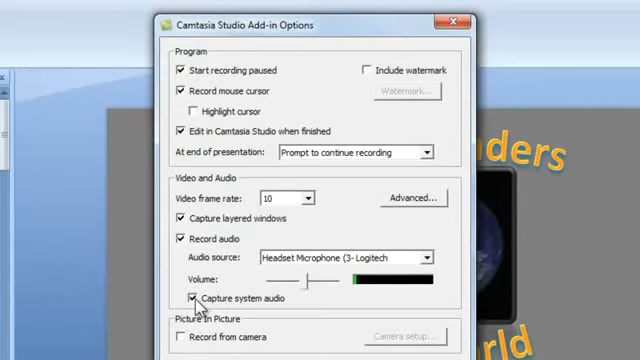 Camtasia Studio Add-in Options
Program
Start recording paused
Include watermark
Record mouse cursor
Watermark...
Highlight cursor
Edit in Camtasia Studio when finished
At end of presentation:
Prompt to continue recording
nders
Video and Audio
Video frame rate:
10
Advanced...
Capture layered windows
Record audio
Audio source:
Headset Microphone (3- Logitech
Volume:
Capture system audio
Picture In Picture
Record from camera
Camera setup...
rld